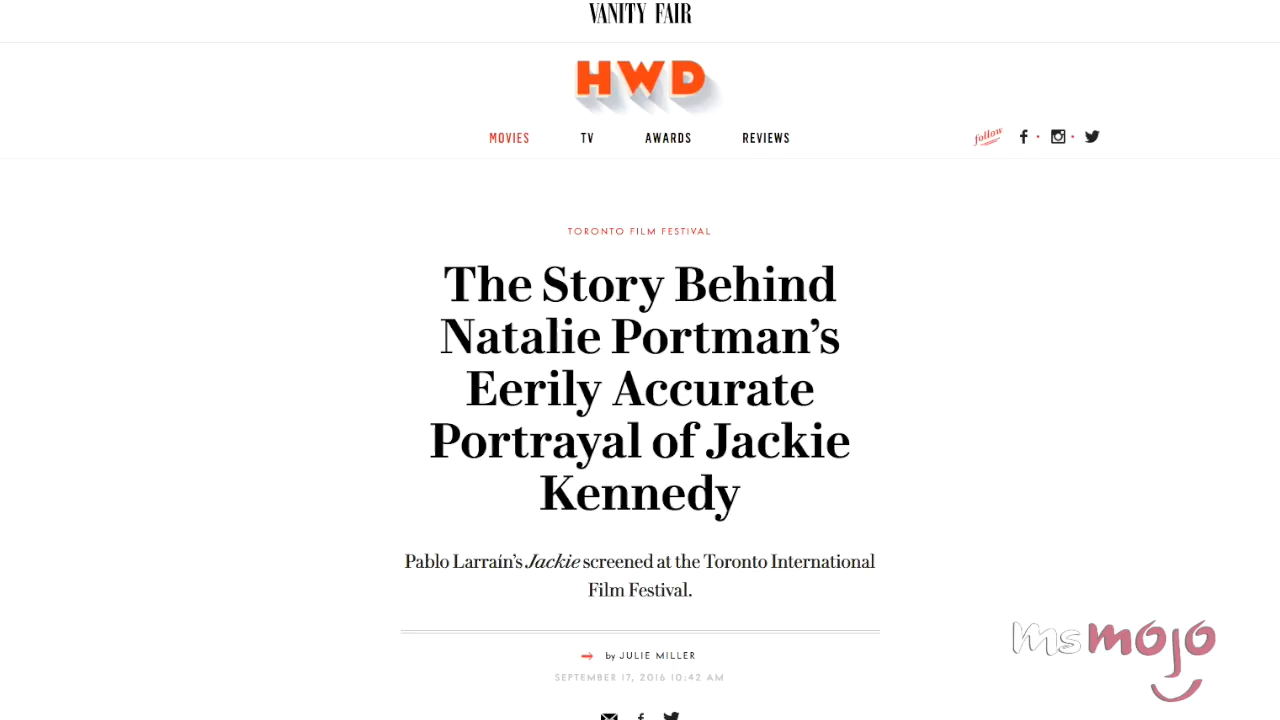 VANITY FAIR
HWD
MOVIES TV AWARDS REVIEWS follow
TORONTO FILM FESTIVAL
The Story Behind
Natalie Portman’s
Eerily Accurate
Portrayal of Jackie
Kennedy
Pablo Larraín’s Jackie screened at the Toronto International
Film Festival.
by JULIE MILLER
SEPTEMBER 17, 2016 10:42 AM
msmojo